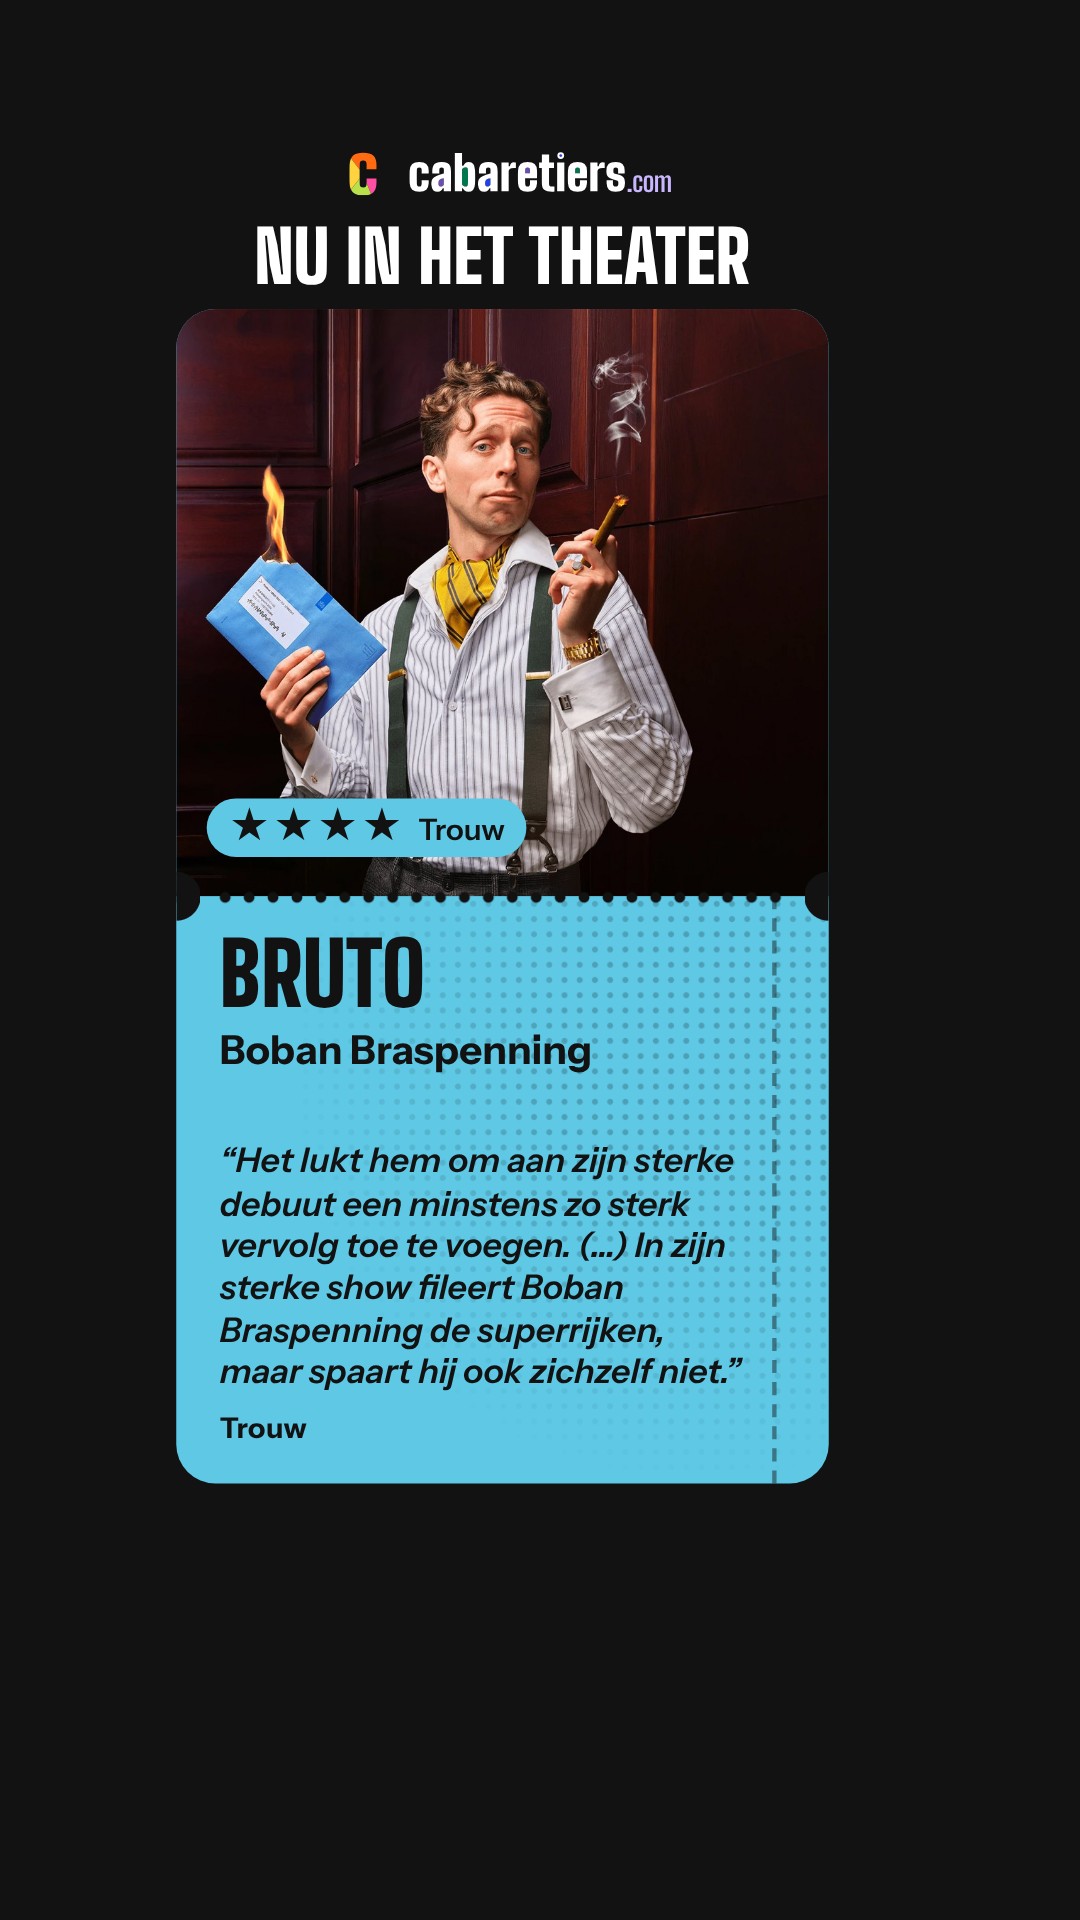 C cabaretiers.com
NU IN HET THEATER
★★★★ Trouw
BRUTO
Boban Braspenning
“Het lukt hem om aan zijn sterke
debuut een minstens zo sterk
vervolg toe te voegen. (...) In zijn
sterke show fileert Boban
Braspenning de superrijken,
maar spaart hij ook zichzelf niet.”
Trouw